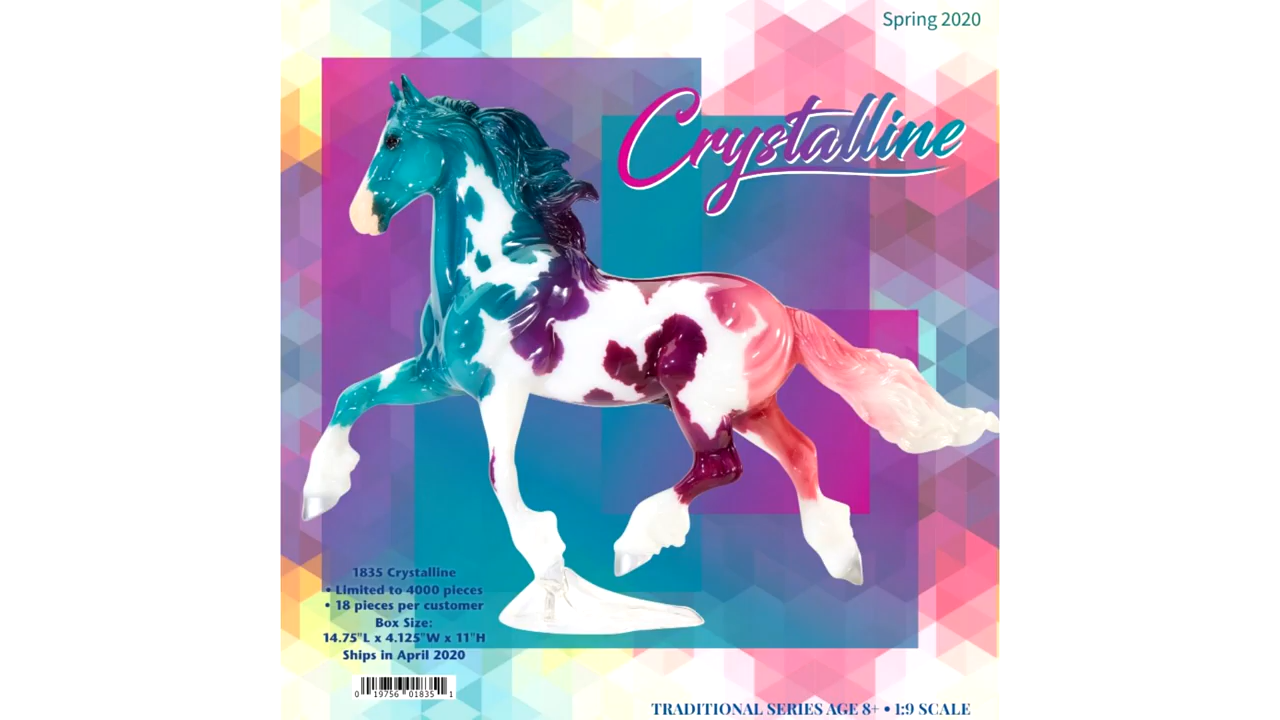 Spring 2020
Crystalline
1835 Crystalline
• Limited to 4000 pieces
• 18 pieces per customer
Box Size:
14.75"L x 4.125"W x 11"H
Ships in April 2020
0 19756 01835 1
TRADITIONAL SERIES AGE 8+ • 1:9 SCALE